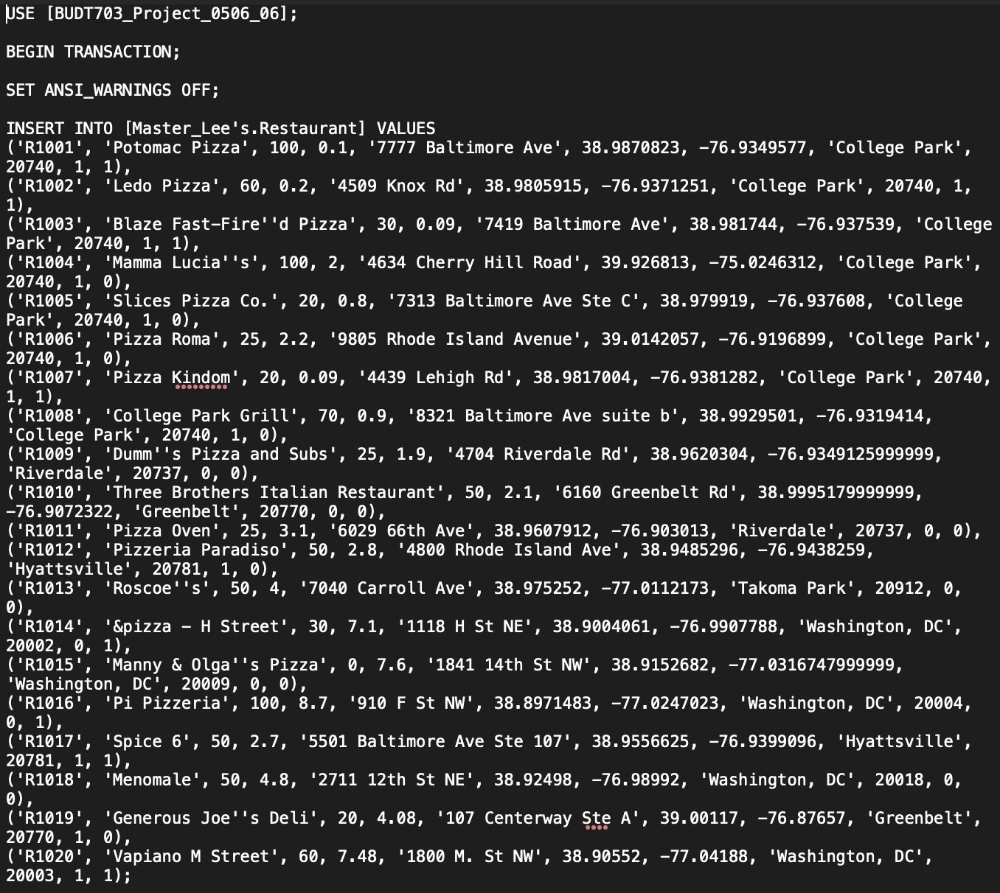 USE [BUDT703_Project_0506_06];
BEGIN TRANSACTION;
SET ANSI_WARNINGS OFF;
INSERT INTO [Master_Lee's.Restaurant] VALUES
('R1001', 'Potomac Pizza', 100, 0.1, '7777 Baltimore Ave', 38.9870823, -76.9349577, 'College Park',
20740, 1, 1),
('R1002', 'Ledo Pizza', 60, 0.2, '4509 Knox Rd', 38.9805915, -76.9371251, 'College Park', 20740, 1,
1),
('R1003', 'Blaze Fast-Fire''d Pizza', 30, 0.09, '7419 Baltimore Ave', 38.981744, -76.937539, 'College
Park', 20740, 1, 1),
('R1004', 'Mamma Lucia''s', 100, 2, '4634 Cherry Hill Road', 39.926813, -75.0246312, 'College Park',
20740, 1, 0),
('R1005', 'Slices Pizza Co.', 20, 0.8, '7313 Baltimore Ave Ste C', 38.979919, -76.937608, 'College
Park', 20740, 1, 0),
('R1006', 'Pizza Roma', 25, 2.2, '9805 Rhode Island Avenue', 39.0142057, -76.9196899, 'College Park',
20740, 1, 0),
('R1007', 'Pizza Kindom', 20, 0.09, '4439 Lehigh Rd', 38.9817004, -76.9381282, 'College Park', 20740,
1, 1),
('R1008', 'College Park Grill', 70, 0.9, '8321 Baltimore Ave suite b', 38.9929501, -76.9319414,
'College Park', 20740, 1, 0),
('R1009', 'Dumm''s Pizza and Subs', 25, 1.9, '4704 Riverdale Rd', 38.9620304, -76.9349125999999,
'Riverdale', 20737, 0, 0),
('R1010', 'Three Brothers Italian Restaurant', 50, 2.1, '6160 Greenbelt Rd', 38.9995179999999,
-76.9072322, 'Greenbelt', 20770, 0, 0),
('R1011', 'Pizza Oven', 25, 3.1, '6029 66th Ave', 38.9607912, -76.903013, 'Riverdale', 20737, 0, 0),
('R1012', 'Pizzeria Paradiso', 50, 2.8, '4800 Rhode Island Ave', 38.9485296, -76.9438259,
'Hyattsville', 20781, 1, 0),
('R1013', 'Roscoe''s', 50, 4, '7040 Carroll Ave', 38.975252, -77.0112173, 'Takoma Park', 20912, 0,
0),
('R1014', '&pizza - H Street', 30, 7.1, '1118 H St NE', 38.9004061, -76.9907788, 'Washington, DC',
20002, 0, 1),
('R1015', 'Manny & Olga''s Pizza', 0, 7.6, '1841 14th St NW', 38.9152682, -77.0316747999999,
'Washington, DC', 20009, 0, 0),
('R1016', 'Pi Pizzeria', 100, 8.7, '910 F St NW', 38.8971483, -77.0247023, 'Washington, DC', 20004,
0, 1),
('R1017', 'Spice 6', 50, 2.7, '5501 Baltimore Ave Ste 107', 38.9556625, -76.9399096, 'Hyattsville',
20781, 1, 1),
('R1018', 'Menomale', 50, 4.8, '2711 12th St NE', 38.92498, -76.98992, 'Washington, DC', 20018, 0,
0),
('R1019', 'Generous Joe''s Deli', 20, 4.08, '107 Centerway Ste A', 39.00117, -76.87657, 'Greenbelt',
20770, 1, 0),
('R1020', 'Vapiano M Street', 60, 7.48, '1800 M. St NW', 38.90552, -77.04188, 'Washington, DC',
20003, 1, 1);